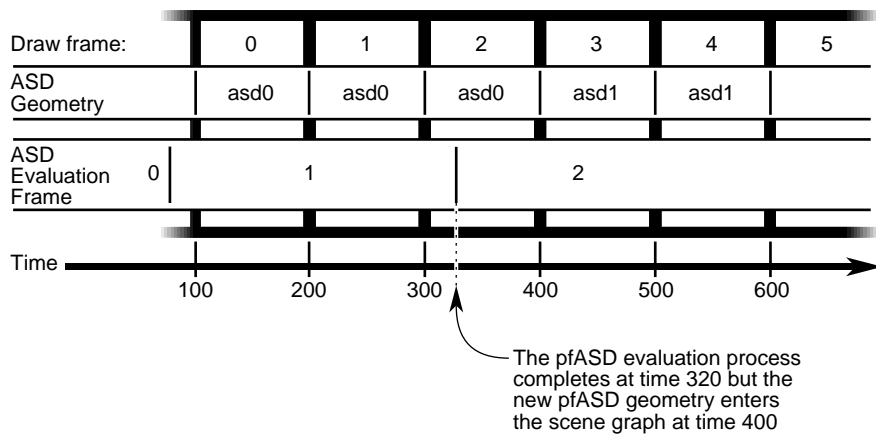 Draw frame: 0 1 2 3 4 5
ASD
Geometry
asd0 asd0 asd0 asd1 asd1
ASD
Evaluation
Frame
0 1 2
Time
100 200 300 400 500 600
The pfASD evaluation process
completes at time 320 but the
new pfASD geometry enters
the scene graph at time 400